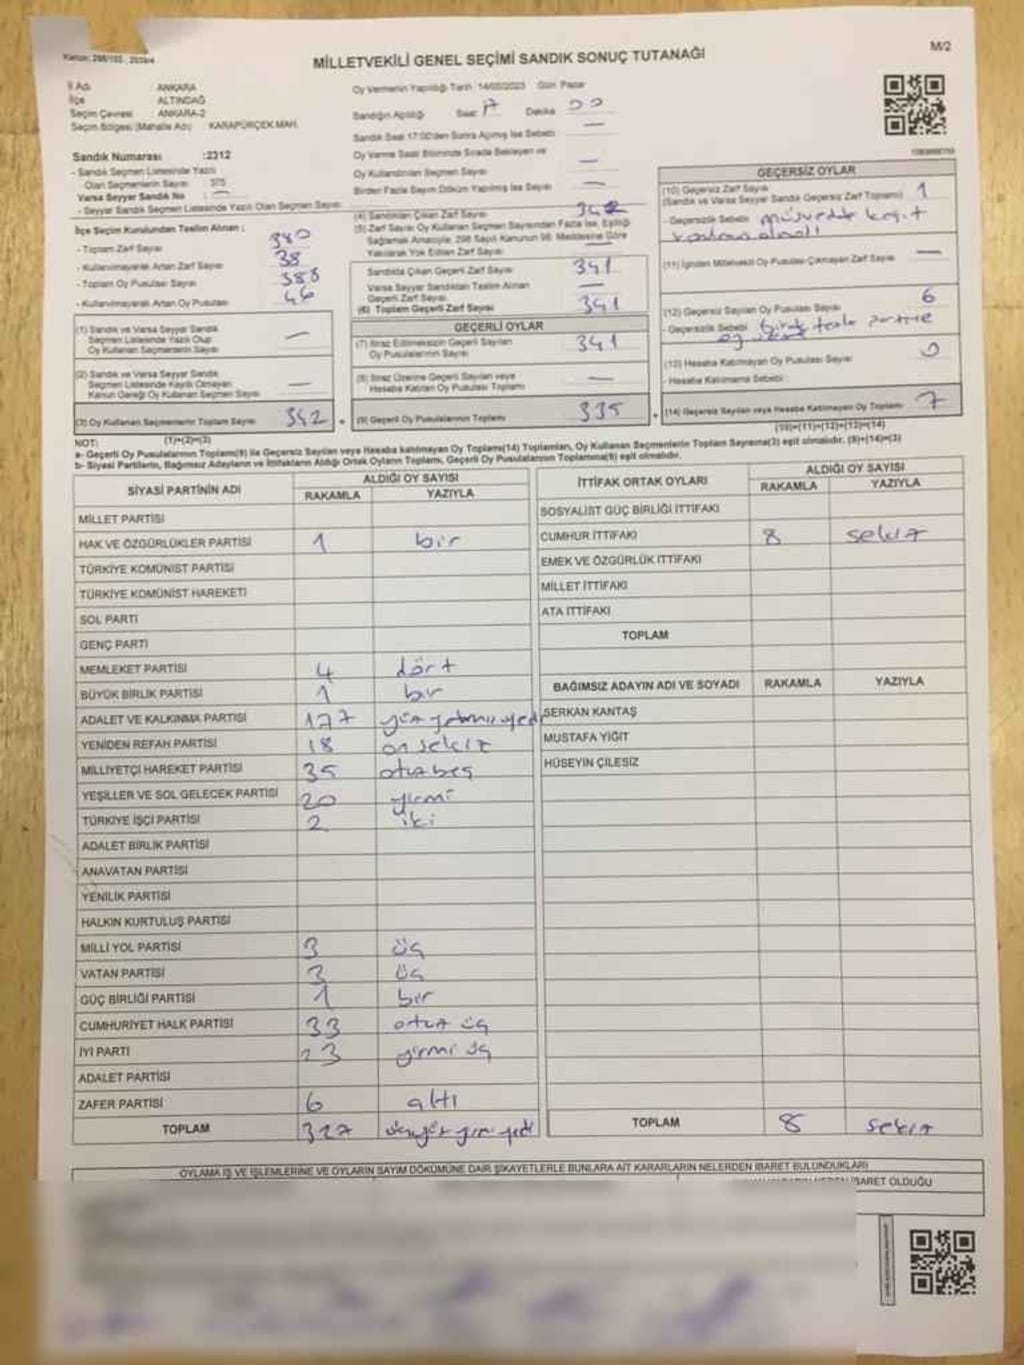 MİLLETVEKİLİ GENEL SEÇİMİ SANDIK SONUÇ TUTANAĞI
M/2
İl Adı ANKARA
İlçe ALTINDAĞ
Seçim Çevresi : ANKARA-2
Seçim Bölgesi (Mahalle Adı) : KARAPÜRÇEK MAH.
Sandık Numarası :2312
- Sandık Seçmen Listesinde Yazılı
Olan Seçmenlerin Sayısı : 375
Varsa Seyyar Sandık No : —
- Seyyar Sandık Seçmen Listesinde Yazılı Olan Seçmen Sayısı
İlçe Seçim Kurulundan Teslim Alınan :
- Toplam Zarf Sayısı 380
- Kullanılmayarak Artan Zarf Sayısı 38
- Toplam Oy Pusulası 388
- Kullanılmayarak Artan Oy Pusulası 46
(1) Sandık ve Varsa Seyyar Sandık
Seçmen Listesinde Yazılı Olup
Oy Kullanan Seçmenlerin Sayısı —
(2) Sandık ve Varsa Seyyar Sandık
Seçmen Listesinde Kayıtlı Olmayan
Kanun Gereği Oy Kullanan Seçmen Sayısı —
(3) Oy Kullanan Seçmenlerin Toplam Sayısı 342
(1)+(2)=(3)
Oy Vermenin Yapıldığı Tarih :14/05/2023 Gün Pazar
Sandığın Açıldığı Saat: 17 Dakika 00
Sandık Saat 17:00'den Sonra Açılmış İse Sebebi —
Oy Verme Saati Bitiminde Sırada Bekleyen ve
Oy Kullandırılan Seçmen Sayısı —
Birden Fazla Sayım Döküm Yapılmış İse Sayısı —
(4) Sandıktan Çıkan Zarf Sayısı 342
(5) Zarf Sayısı Oy Kullanan Seçmen Sayısından Fazla İse, Eşitliği
Sağlamak Amacıyla, 298 Sayılı Kanunun 98. Maddesine Göre
Yakılarak Yok Edilen Zarf Sayısı
Sandıkta Çıkan Geçerli Zarf Sayısı 341
Varsa Seyyar Sandıktan Teslim Alınan
Geçerli Zarf Sayısı —
(6) Toplam Geçerli Zarf Sayısı 341
GEÇERLİ OYLAR
(7) İtiraz Edilmeksizin Geçerli Sayılan
Oy Pusulalarının Sayısı 341
(8) İtiraz Üzerine Geçerli Sayılan veya
Hesaba Katılan Oy Pusulası Toplamı —
(9) Geçerli Oy Pusulalarının Toplamı 335
GEÇERSİZ OYLAR
(10) Geçersiz Zarf Sayısı 1
(Sandık ve Varsa Seyyar Sandık Geçersiz Zarf Toplamı)
- Geçersizlik Sebebi
(11) İçinden Milletvekili Oy Pusulası Çıkmayan Zarf Sayısı —
(12) Geçersiz Sayılan Oy Pusulası Sayısı 6
- Geçersizlik Sebebi birden fazla partiye
(13) Hesaba Katılmayan Oy Pusulası Sayısı 0
- Hesaba Katılmama Sebebi :
(14) Geçersiz Sayılan veya Hesaba Katılmayan Oy Toplamı 7
(10)+(11)+(12)+(13)=(14)
NOT:
a- Geçerli Oy Pusulalarının Toplamı(9) ile Geçersiz Sayılan veya Hesaba katılmayan Oy Toplamı(14) Toplamları, Oy Kullanan Seçmenlerin Toplam Sayısına(3) eşit olmalıdır. (9)+(14)=(3)
b- Siyasi Partilerin, Bağımsız Adayların ve İttifakların Aldığı Ortak Oyların Toplamı, Geçerli Oy Pusulalarının Toplamına(9) eşit olmalıdır.
SİYASİ PARTİNİN ADI ALDIĞI OY SAYISI
RAKAMLA YAZIYLA
MİLLET PARTİSİ
HAK VE ÖZGÜRLÜKLER PARTİSİ 1 bir
TÜRKİYE KOMÜNİST PARTİSİ
TÜRKİYE KOMÜNİST HAREKETİ
SOL PARTİ
GENÇ PARTİ
MEMLEKET PARTİSİ 4 dört
BÜYÜK BİRLİK PARTİSİ 1 bir
ADALET VE KALKINMA PARTİSİ 177 yüz yetmiş yedi
YENİDEN REFAH PARTİSİ 18 on sekiz
MİLLİYETÇİ HAREKET PARTİSİ 35 otuz beş
YEŞİLLER VE SOL GELECEK PARTİSİ 20 yirmi
TÜRKİYE İŞÇİ PARTİSİ 2 iki
ADALET BİRLİK PARTİSİ
ANAVATAN PARTİSİ
YENİLİK PARTİSİ
HALKIN KURTULUŞ PARTİSİ
MİLLİ YOL PARTİSİ 3 üç
VATAN PARTİSİ 3 üç
GÜÇ BİRLİĞİ PARTİSİ 1 bir
CUMHURİYET HALK PARTİSİ 33 otuz üç
İYİ PARTİ 23 yirmi üç
ADALET PARTİSİ
ZAFER PARTİSİ 6 altı
TOPLAM 327 üçyüz yirmi yedi
İTTİFAK ORTAK OYLARI ALDIĞI OY SAYISI
RAKAMLA YAZIYLA
SOSYALİST GÜÇ BİRLİĞİ İTTİFAKI
CUMHUR İTTİFAKI 8 sekiz
EMEK VE ÖZGÜRLÜK İTTİFAKI
MİLLET İTTİFAKI
ATA İTTİFAKI
TOPLAM
BAĞIMSIZ ADAYIN ADI VE SOYADI RAKAMLA YAZIYLA
SERKAN KANTAŞ
MUSTAFA YİĞİT
HÜSEYİN ÇİLESİZ
TOPLAM 8 sekiz
OYLAMA İŞ VE İŞLEMLERİNE VE OYLARIN SAYIM DÖKÜMÜNE DAİR ŞİKAYETLERLE BUNLARA AİT KARARLARIN NELERDEN İBARET BULUNDUKLARI
İBARET OLDUĞU